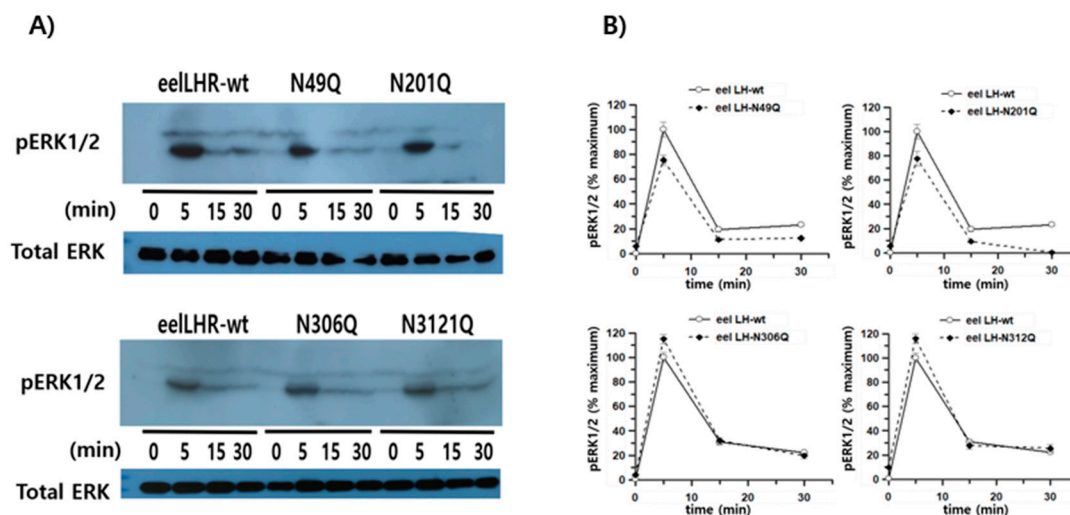 A)
eelLHR-wt N49Q N201Q
pERK1/2
(min) 0 5 15 30 0 5 15 30 0 5 15 30
Total ERK
eelLHR-wt N306Q N3121Q
pERK1/2
(min) 0 5 15 30 0 5 15 30 0 5 15 30
Total ERK
B)
eel LH-wt
eel LH-N49Q
pERK1/2 (% maximum)
120
100
80
60
40
20
0
0 10 20 30
time (min)
eel LH-wt
eel LH-N201Q
pERK1/2 (% maximum)
120
100
80
60
40
20
0
0 10 20 30
time (min)
eel LH-wt
eel LH-N306Q
pERK1/2 (% maximum)
120
100
80
60
40
20
0
0 10 20 30
time (min)
eel LH-wt
eel LH-N312Q
pERK1/2 (% maximum)
120
100
80
60
40
20
0
0 10 20 30
time (min)